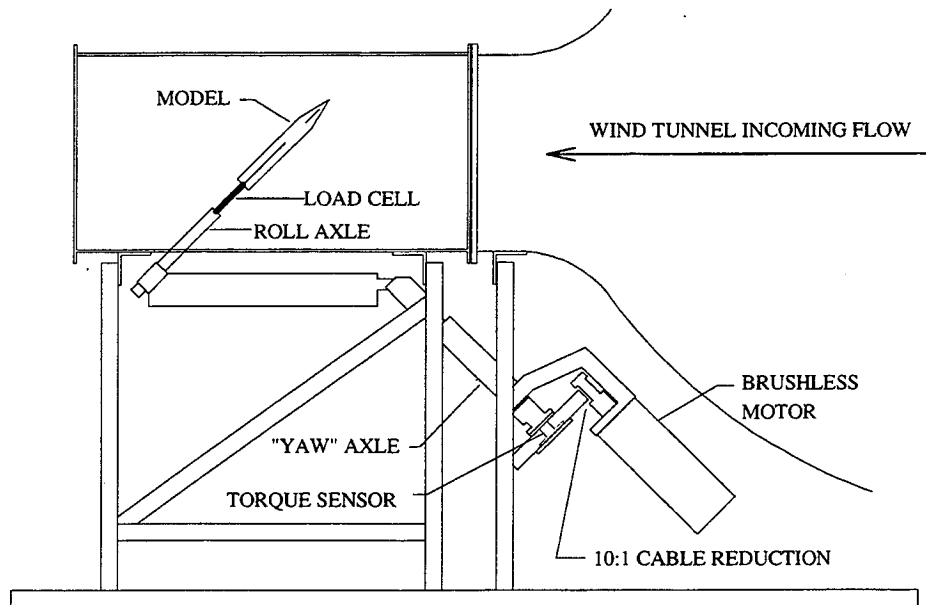 MODEL
WIND TUNNEL INCOMING FLOW
LOAD CELL
ROLL AXLE
BRUSHLESS
MOTOR
"YAW" AXLE
TORQUE SENSOR
10:1 CABLE REDUCTION